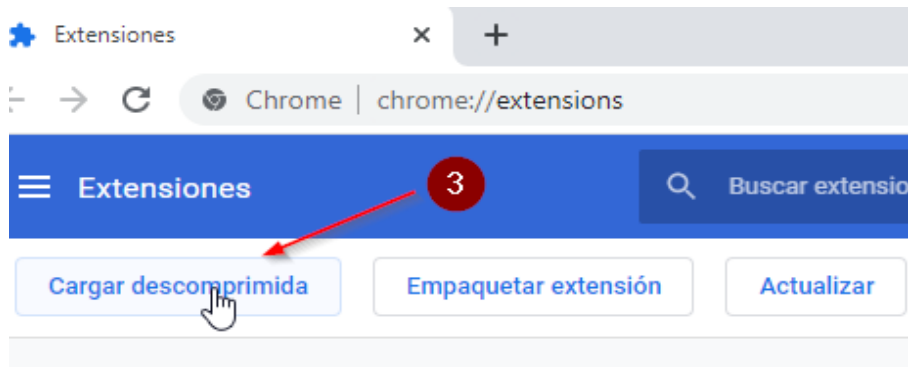 Extensiones
Chrome | chrome://extensions
Extensiones
3
Buscar extensio
Cargar descomprimida
Empaquetar extensión
Actualizar